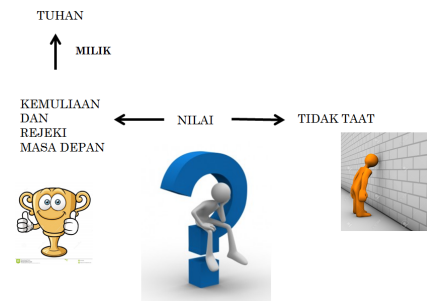 TUHAN
MILIK
KEMULIAAN
DAN
REJEKI
MASA DEPAN
NILAI
TIDAK TAAT